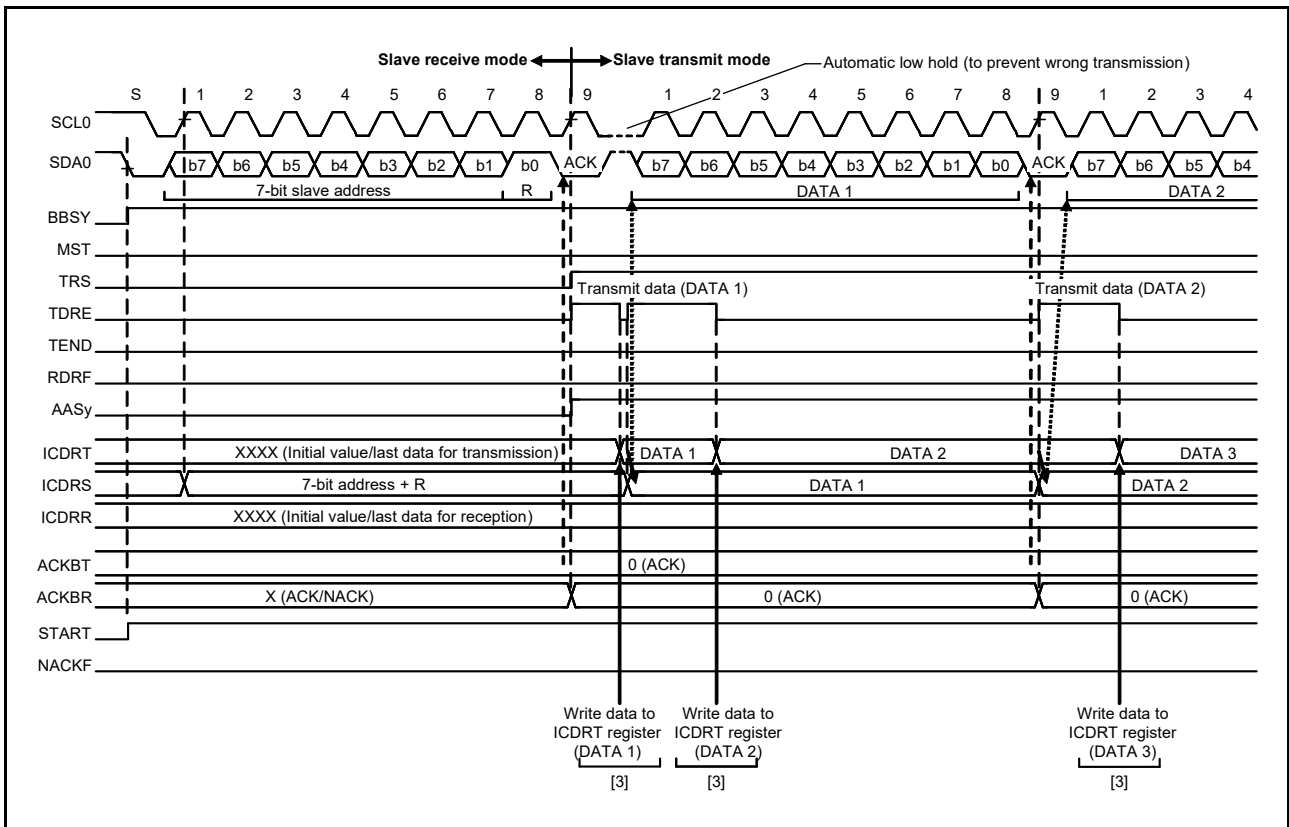 Slave receive mode Slave transmit mode
Automatic low hold (to prevent wrong transmission)
S 1 2 3 4 5 6 7 8 9 1 2 3 4 5 6 7 8 9 1 2 3 4
SCL0
SDA0 b7 b6 b5 b4 b3 b2 b1 b0 ACK b7 b6 b5 b4 b3 b2 b1 b0 ACK b7 b6 b5 b4
7-bit slave address R DATA 1 DATA 2
BBSY
MST
TRS
Transmit data (DATA 1) Transmit data (DATA 2)
TDRE
TEND
RDRF
AASy
ICDRT XXXX (Initial value/last data for transmission) DATA 1 DATA 2 DATA 3
ICDRS 7-bit address + R DATA 1 DATA 2
ICDRR XXXX (Initial value/last data for reception)
ACKBT 0 (ACK)
ACKBR X (ACK/NACK) 0 (ACK) 0 (ACK)
START
NACKF
Write data to ICDRT register (DATA 1)
[3]
Write data to ICDRT register (DATA 2)
[3]
Write data to ICDRT register (DATA 3)
[3]